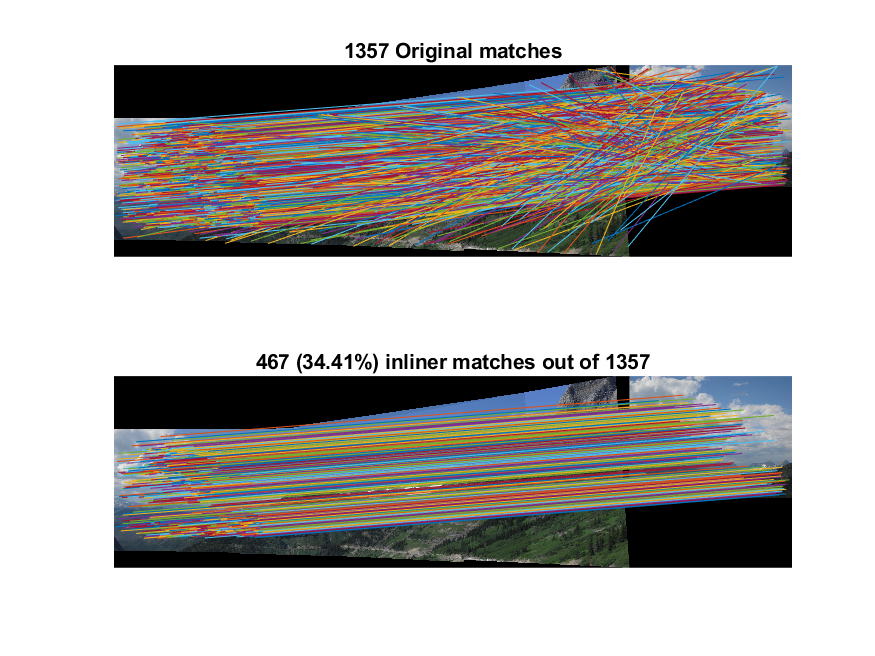 1357 Original matches
467 (34.41%) inliner matches out of 1357